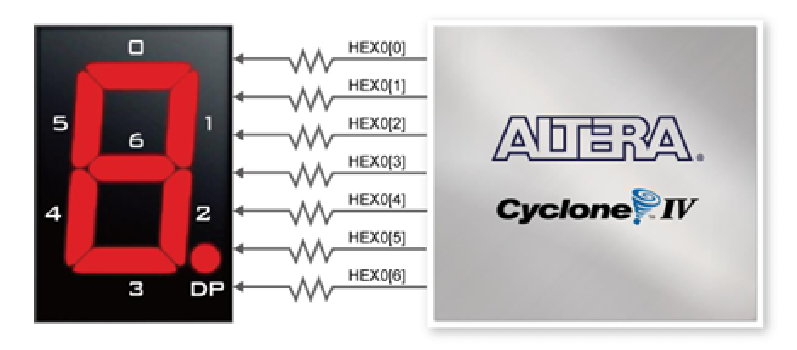 0
5
1
6
4
2
3
DP
HEX0[0]
HEX0[1]
HEX0[2]
HEX0[3]
HEX0[4]
HEX0[5]
HEX0[6]
ALTERA.
Cyclone IV